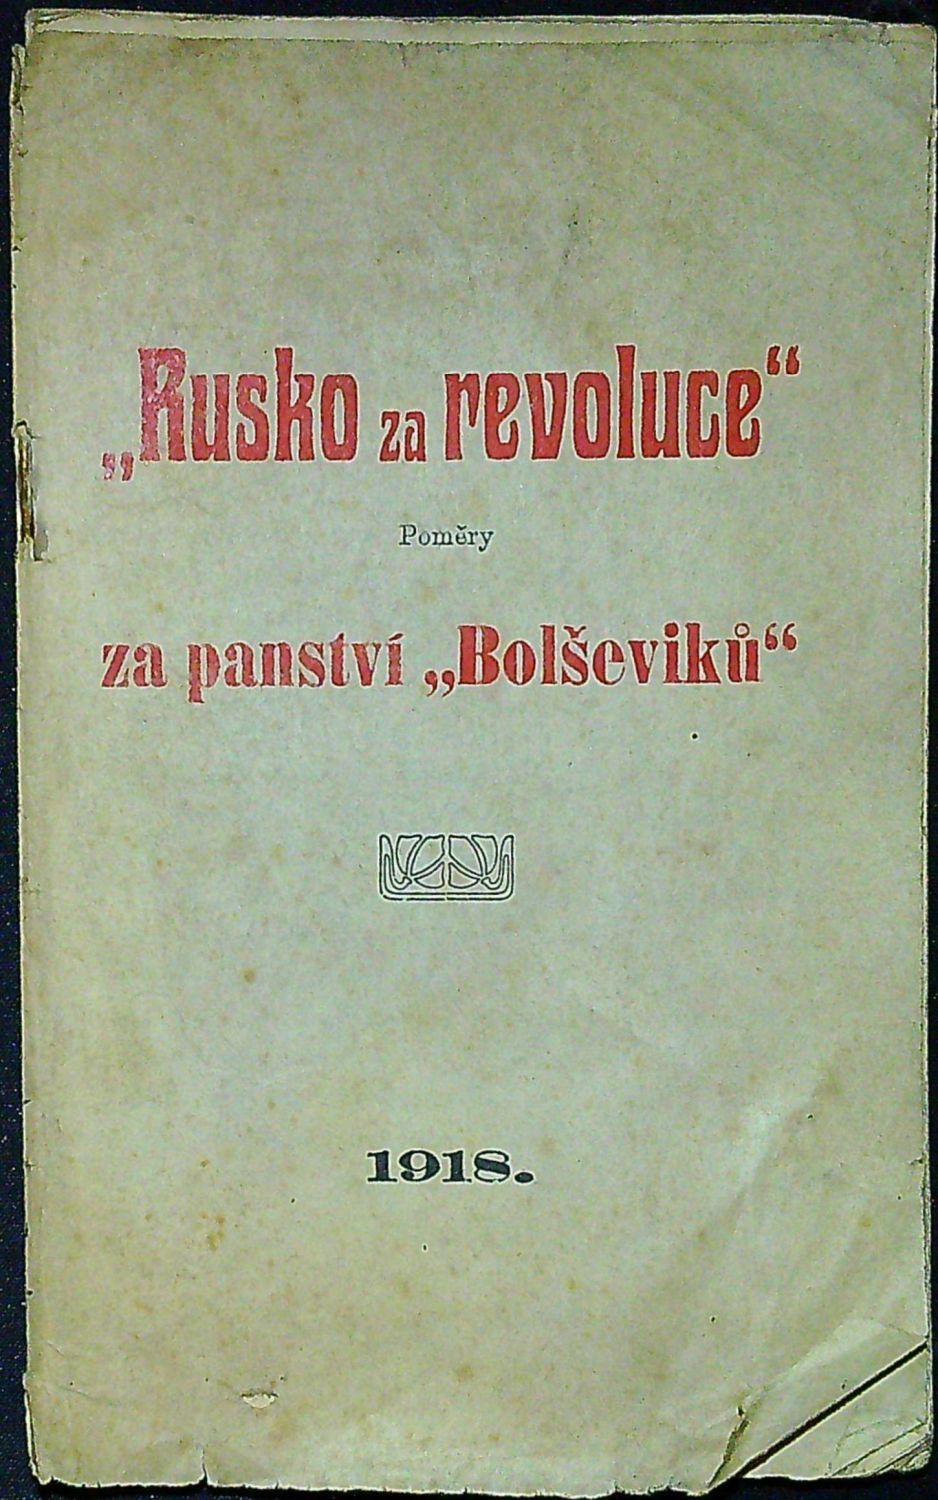 „Rusko za revoluce“
Poměry
za panství „Bolševiků“
1918.